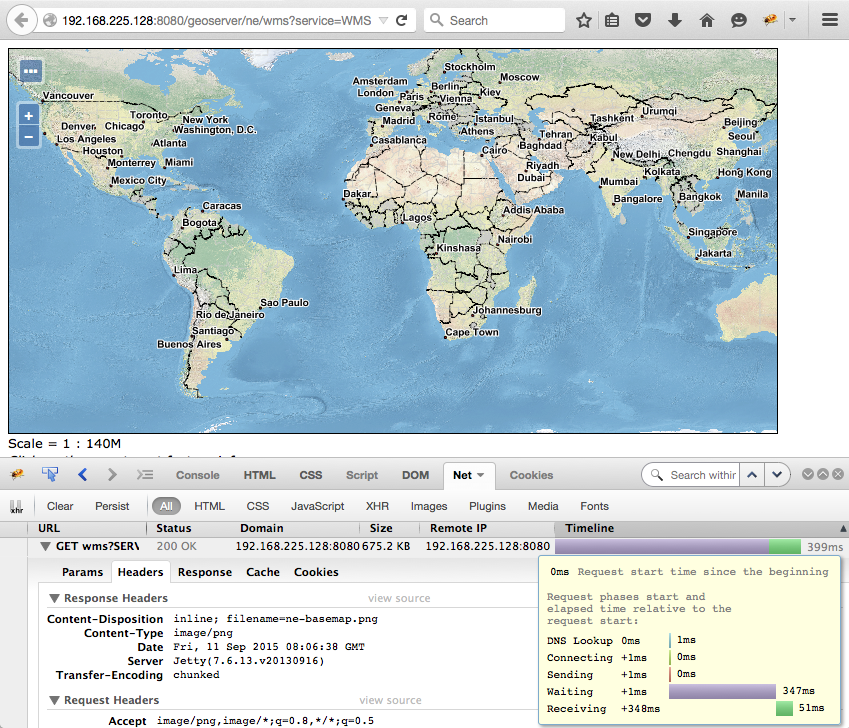 192.168.225.128:8080/geoserver/ne/wms?service=WMS Search
Stockholm
Moscow
Amsterdam
Berlin
London
Kiev
Vancouver
Paris
Vienna
Geneva
Urumqi
Toronto
New York
Madrid
Rome
Istanbul
Tashkent
Beijing
Denver
Chicago
Washington, D.C.
Athens
Tehran
Kabul
Seoul
Los Angeles
Atlanta
Casablanca
Baghdad
Houston
Cairo
New Delhi
Chengdu
Shanghai
Monterrey
Miami
Riyadh
Kolkata
Hong Kong
Mexico City
Dubai
Mumbai
Dakar
Bangalore
Bangkok
Manila
Caracas
Addis Ababa
Bogota
Lagos
Singapore
Kinshasa
Nairobi
Jakarta
Lima
Sao Paulo
Rio de Janeiro
Johannesburg
Santiago
Cape Town
Buenos Aires
Scale = 1 : 140M
Console HTML CSS Script DOM Net Cookies Search within
xhr Clear Persist All HTML CSS JavaScript XHR Images Plugins Media Fonts
URL Status Domain Size Remote IP Timeline
GET wms?SERV 200 OK 192.168.225.128:8080 675.2 KB 192.168.225.128:8080 399ms
Params Headers Response Cache Cookies
0ms Request start time since the beginning
Response Headers view source
Request phases start and
elapsed time relative to the
request start:
Content-Disposition inline; filename=ne-basemap.png
Content-Type image/png
Date Fri, 11 Sep 2015 08:06:38 GMT
Server Jetty(7.6.13.v20130916)
Transfer-Encoding chunked
DNS Lookup 0ms 1ms
Connecting +1ms 0ms
Sending +1ms 0ms
Waiting +1ms 347ms
Receiving +348ms 51ms
Request Headers view source
Accept image/png,image/*;q=0.8,*/*;q=0.5